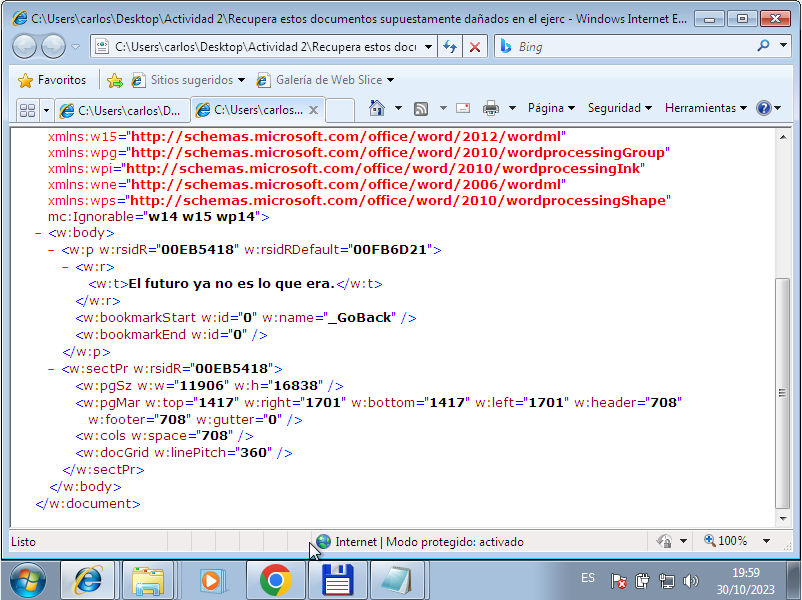 C:\Users\carlos\Desktop\Actividad 2\Recupera estos documentos supuestamente dañados en el ejerc - Windows Internet E...
C:\Users\carlos\Desktop\Actividad 2\Recupera estos docu
Bing
Favoritos
Sitios sugeridos
Galería de Web Slice
C:\Users\carlos\D...
C:\Users\carlos...
Página
Seguridad
Herramientas
xmlns:w15="http://schemas.microsoft.com/office/word/2012/wordml"
xmlns:wpg="http://schemas.microsoft.com/office/word/2010/wordprocessingGroup"
xmlns:wpi="http://schemas.microsoft.com/office/word/2010/wordprocessingInk"
xmlns:wne="http://schemas.microsoft.com/office/word/2006/wordml"
xmlns:wps="http://schemas.microsoft.com/office/word/2010/wordprocessingShape"
mc:Ignorable="w14 w15 wp14">
- <w:body>
- <w:p w:rsidR="00EB5418" w:rsidRDefault="00FB6D21">
- <w:r>
<w:t>El futuro ya no es lo que era.</w:t>
</w:r>
<w:bookmarkStart w:id="0" w:name="_GoBack" />
<w:bookmarkEnd w:id="0" />
</w:p>
- <w:sectPr w:rsidR="00EB5418">
<w:pgSz w:w="11906" w:h="16838" />
<w:pgMar w:top="1417" w:right="1701" w:bottom="1417" w:left="1701" w:header="708"
w:footer="708" w:gutter="0" />
<w:cols w:space="708" />
<w:docGrid w:linePitch="360" />
</w:sectPr>
</w:body>
</w:document>
Listo
Internet | Modo protegido: activado
100%
ES
19:59
30/10/2023